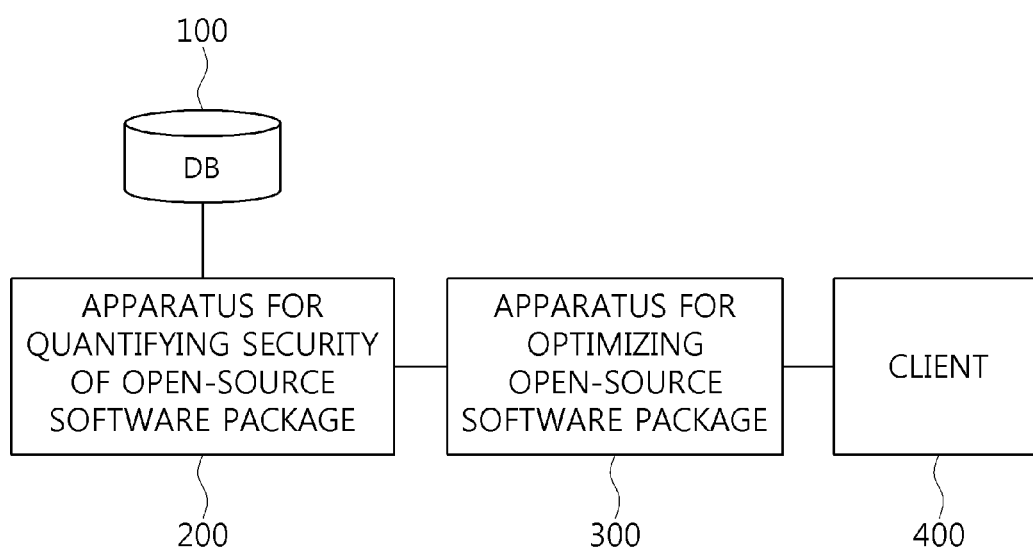 100
DB
APPARATUS FOR
QUANTIFYING SECURITY
OF OPEN-SOURCE
SOFTWARE PACKAGE
APPARATUS FOR
OPTIMIZING
OPEN-SOURCE
SOFTWARE PACKAGE
CLIENT
200
300
400